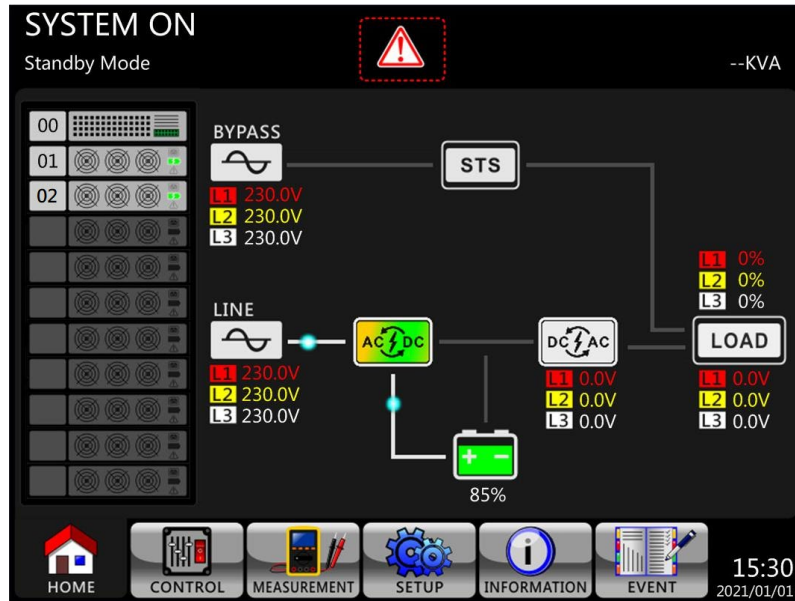 SYSTEM ON
Standby Mode
--KVA
00
01
02
BYPASS
L1 230.0V
L2 230.0V
L3 230.0V
STS
L1 0%
L2 0%
L3 0%
LINE
AC DC
DC AC
LOAD
L1 230.0V
L2 230.0V
L3 230.0V
L1 0.0V
L2 0.0V
L3 0.0V
L1 0.0V
L2 0.0V
L3 0.0V
+ -
85%
HOME
CONTROL
MEASUREMENT
SETUP
INFORMATION
EVENT
15:30
2021/01/01